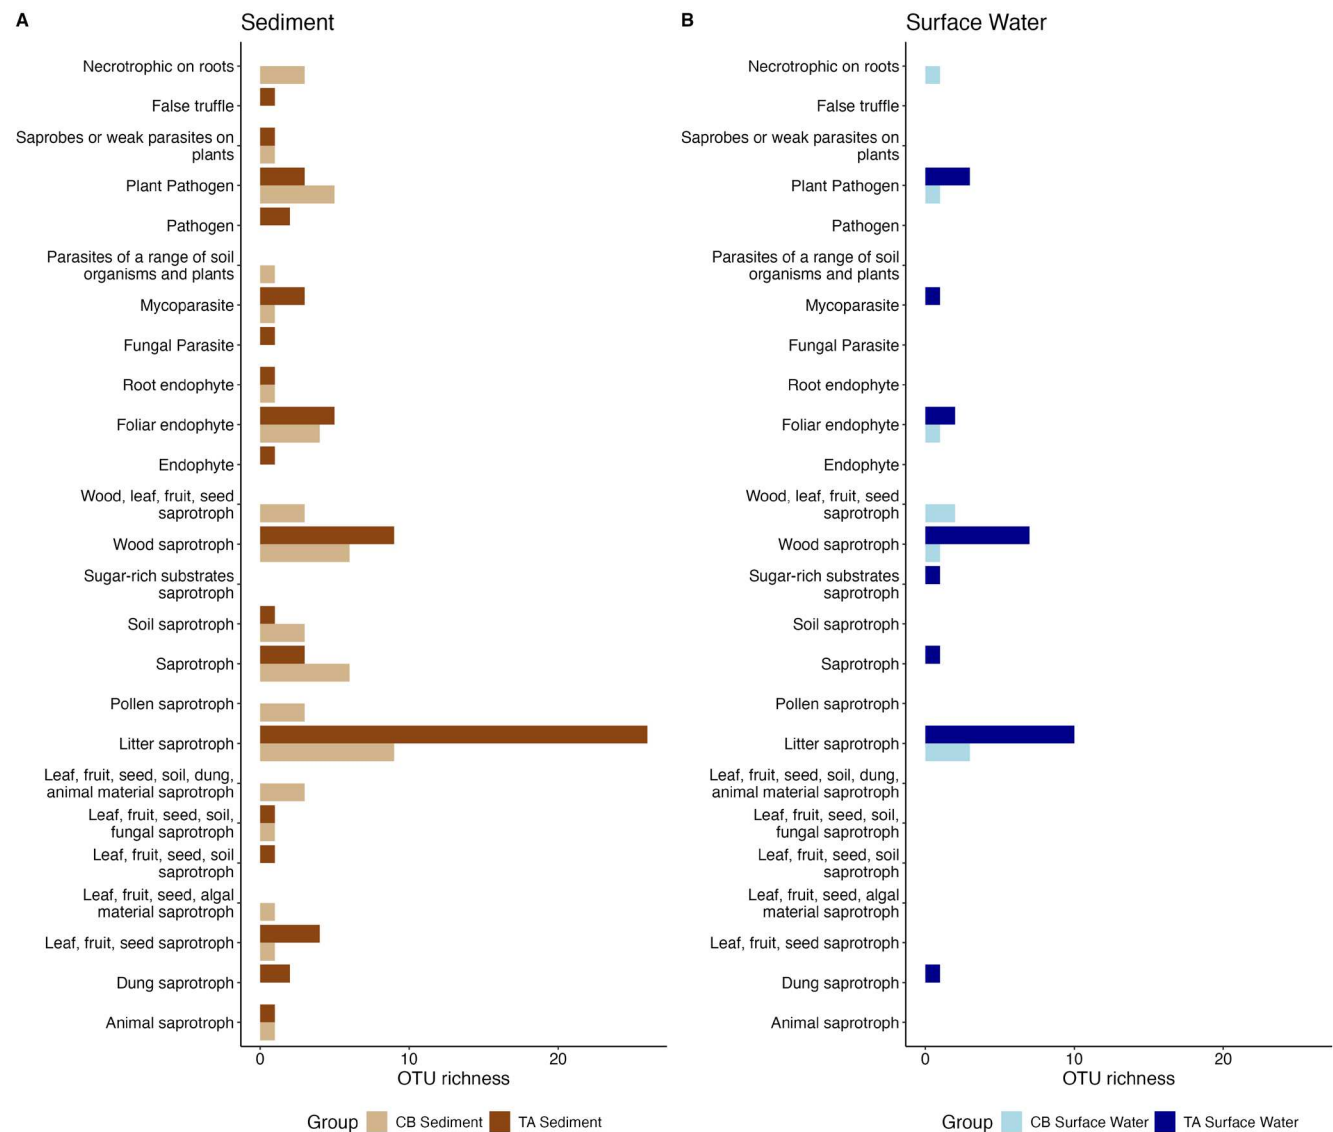 A
Sediment
Necrotrophic on roots
False truffle
Saprobes or weak parasites on
plants
Plant Pathogen
Pathogen
Parasites of a range of soil
organisms and plants
Mycoparasite
Fungal Parasite
Root endophyte
Foliar endophyte
Endophyte
Wood, leaf, fruit, seed
saprotroph
Wood saprotroph
Sugar-rich substrates
saprotroph
Soil saprotroph
Saprotroph
Pollen saprotroph
Litter saprotroph
Leaf, fruit, seed, soil, dung,
animal material saprotroph
Leaf, fruit, seed, soil,
fungal saprotroph
Leaf, fruit, seed, soil
saprotroph
Leaf, fruit, seed, algal
material saprotroph
Leaf, fruit, seed saprotroph
Dung saprotroph
Animal saprotroph
0 10 20
OTU richness
Group CB Sediment TA Sediment
B
Surface Water
Necrotrophic on roots
False truffle
Saprobes or weak parasites on
plants
Plant Pathogen
Pathogen
Parasites of a range of soil
organisms and plants
Mycoparasite
Fungal Parasite
Root endophyte
Foliar endophyte
Endophyte
Wood, leaf, fruit, seed
saprotroph
Wood saprotroph
Sugar-rich substrates
saprotroph
Soil saprotroph
Saprotroph
Pollen saprotroph
Litter saprotroph
Leaf, fruit, seed, soil, dung,
animal material saprotroph
Leaf, fruit, seed, soil,
fungal saprotroph
Leaf, fruit, seed, soil
saprotroph
Leaf, fruit, seed, algal
material saprotroph
Leaf, fruit, seed saprotroph
Dung saprotroph
Animal saprotroph
0 10 20
OTU richness
Group CB Surface Water TA Surface Water